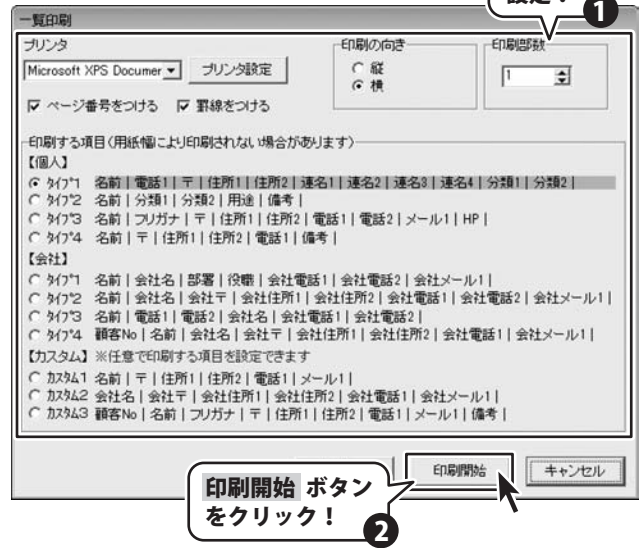 設定！
1
一覧印刷
プリンタ
印刷の向き
印刷部数
Microsoft XPS Documer
プリンタ設定
縦
横
1
ページ番号をつける 罫線をつける
印刷する項目(用紙幅により印刷されない場合があります)
【個人】
タイプ1 名前 | 電話1 | 〒 | 住所1 | 住所2 | 連名1 | 連名2 | 連名3 | 連名4 | 分類1 | 分類2 |
タイプ2 名前 | 分類1 | 分類2 | 用途 | 備考 |
タイプ3 名前 | フリガナ | 〒 | 住所1 | 住所2 | 電話1 | 電話2 | メール1 | HP |
タイプ4 名前 | 〒 | 住所1 | 住所2 | 電話1 | 備考 |
【会社】
タイプ1 名前 | 会社名 | 部署 | 役職 | 会社電話1 | 会社電話2 | 会社メール1 |
タイプ2 名前 | 会社名 | 会社〒 | 会社住所1 | 会社住所2 | 会社電話1 | 会社電話2 | 会社メール1 |
タイプ3 名前 | 電話1 | 電話2 | 会社名 | 会社電話1 | 会社電話2 |
タイプ4 顧客No | 名前 | 会社名 | 会社〒 | 会社住所1 | 会社住所2 | 会社電話1 | 会社メール1 |
【カスタム】※任意で印刷する項目を設定できます
カスタム1 名前 | 〒 | 住所1 | 住所2 | 電話1 | メール1 |
カスタム2 会社名 | 会社〒 | 会社住所1 | 会社住所2 | 会社電話1 | 会社メール1 |
カスタム3 顧客No | 名前 | フリガナ | 〒 | 住所1 | 住所2 | 電話1 | メール1 | 備考 |
印刷開始
キャンセル
印刷開始 ボタン
をクリック！
2